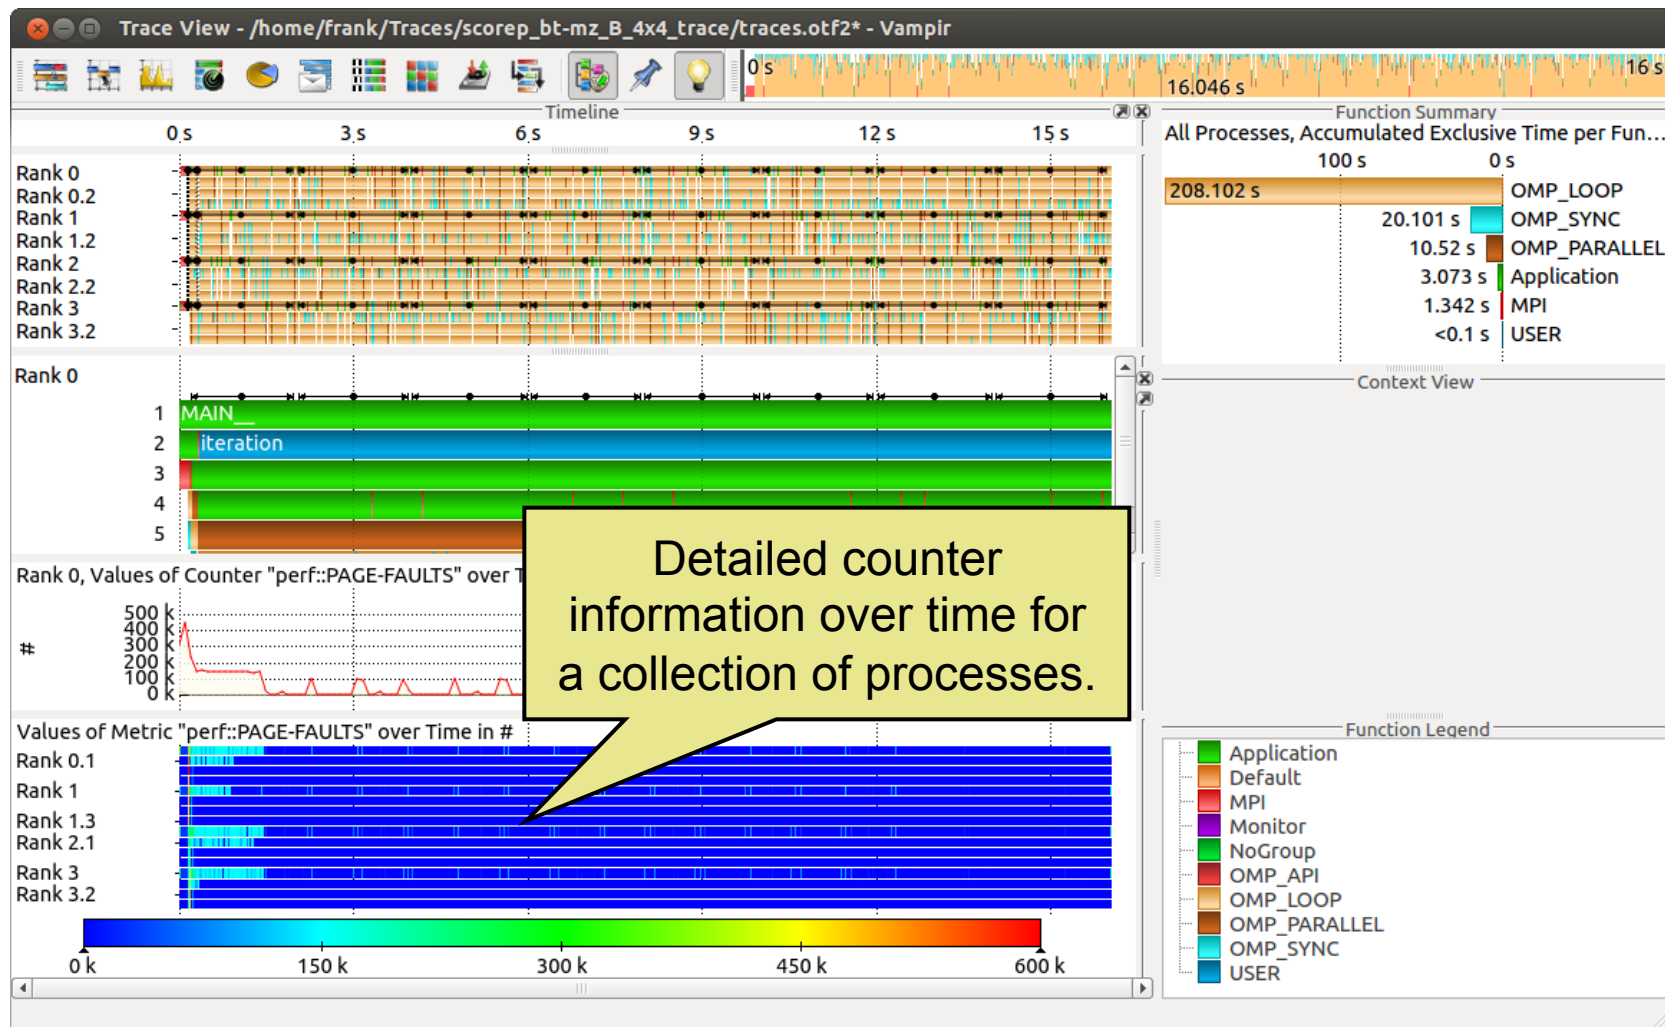 Trace View - /home/frank/Traces/scorep_bt-mz_B_4x4_trace/traces.otf2* - Vampir
0 s
16 s
16.046 s
Timeline
0 s 3 s 6 s 9 s 12 s 15 s
Rank 0
Rank 0.2
Rank 1
Rank 1.2
Rank 2
Rank 2.2
Rank 3
Rank 3.2
Rank 0
1 MAIN__
2 iteration
3
4
5
Rank 0, Values of Counter "perf::PAGE-FAULTS" over T
500 k
400 k
300 k
200 k
100 k
0 k
#
Detailed counter
information over time for
a collection of processes.
Values of Metric "perf::PAGE-FAULTS" over Time in #
Rank 0.1
Rank 1
Rank 1.3
Rank 2.1
Rank 3
Rank 3.2
0 k 150 k 300 k 450 k 600 k
Function Summary
All Processes, Accumulated Exclusive Time per Fun...
100 s 0 s
208.102 s OMP_LOOP
20.101 s OMP_SYNC
10.52 s OMP_PARALLEL
3.073 s Application
1.342 s MPI
<0.1 s USER
Context View
Function Legend
Application
Default
MPI
Monitor
NoGroup
OMP_API
OMP_LOOP
OMP_PARALLEL
OMP_SYNC
USER